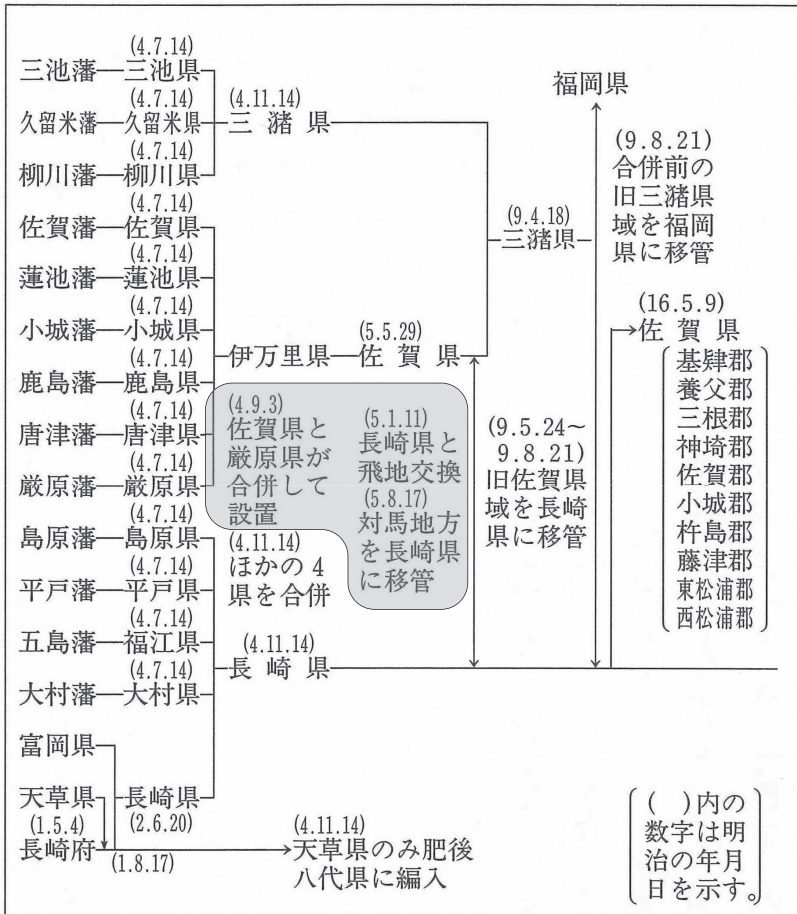 (4.7.14)
三池藩 三池県
(4.7.14) (4.11.14)
久留米藩 久留米県 三潴県
(4.7.14)
柳川藩 柳川県
(4.7.14)
佐賀藩 佐賀県
(4.7.14)
蓮池藩 蓮池県
(4.7.14)
小城藩 小城県
(4.7.14)
鹿島藩 鹿島県
(4.7.14)
唐津藩 唐津県
(4.7.14)
厳原藩 厳原県
(4.7.14)
島原藩 島原県
(4.7.14)
平戸藩 平戸県
(4.7.14)
五島藩 福江県
(4.7.14)
大村藩 大村県
富岡県
天草県 長崎県
(1.5.4) (2.6.20)
長崎府
(1.8.17)
(4.11.14)
天草県のみ肥後
八代県に編入
伊万里県
(5.5.29)
佐賀県
(4.9.3)
佐賀県と
厳原県が
合併して
設置
(4.11.14)
ほかの4
県を合併
(5.1.11)
長崎県と
飛地交換
(5.8.17)
対馬地方
を長崎県
に移管
(4.11.14)
長崎県
(9.4.18)
三潴県
(9.5.24～
9.8.21)
旧佐賀県
域を長崎
県に移管
福岡県
(9.8.21)
合併前の
旧三潴県
域を福岡
県に移管
(16.5.9)
佐賀県
基肄郡
養父郡
三根郡
神埼郡
佐賀郡
小城郡
杵島郡
藤津郡
東松浦郡
西松浦郡
( )内の
数字は明
治の年月
日を示す。